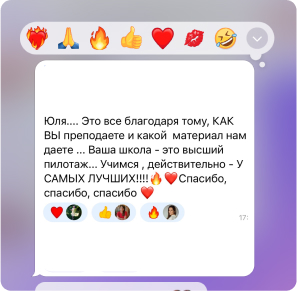 Юля.... Это все благодаря тому, КАК
ВЫ преподаете и какой материал нам
даете ... Ваша школа - это высший
пилотаж... Учимся , действительно - У
САМЫХ ЛУЧШИХ!!!!🔥❤️Спасибо,
спасибо, спасибо ❤️
17: